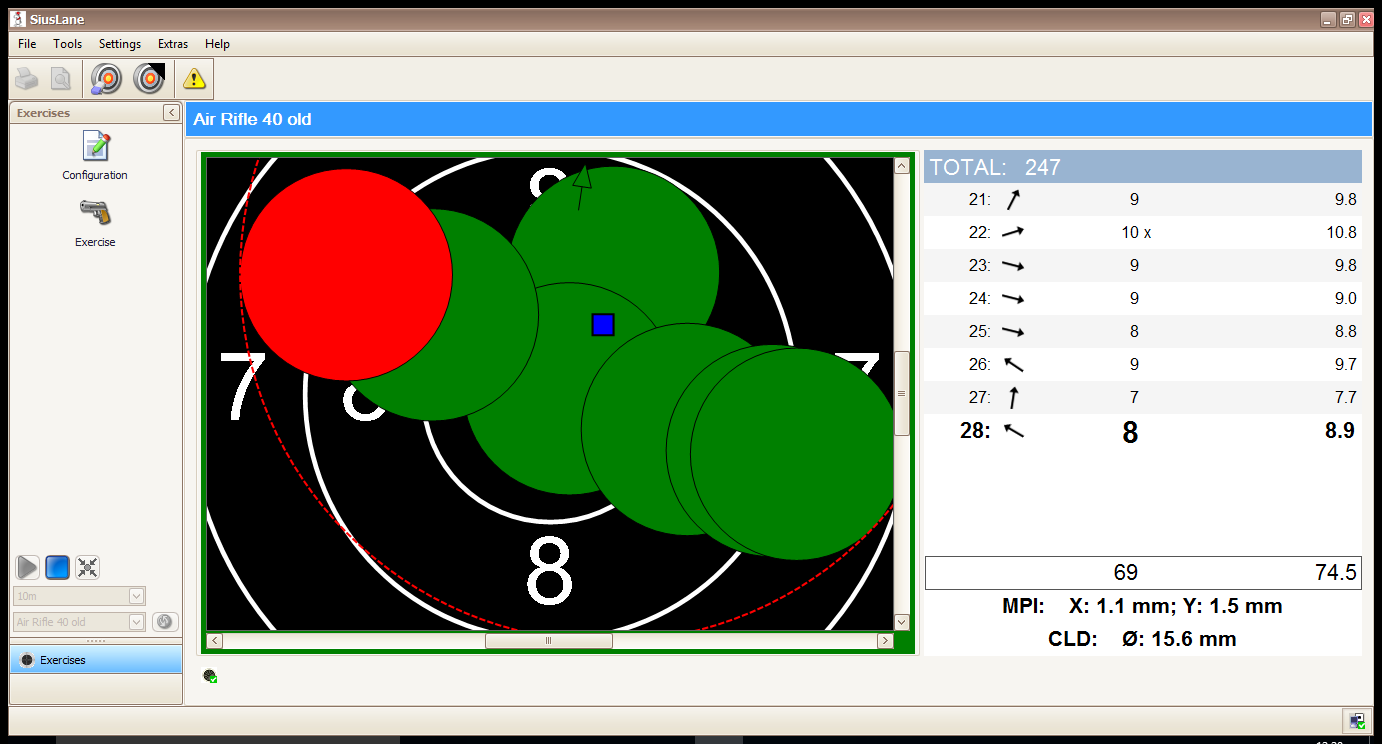 SiusLane
File Tools Settings Extras Help
Exercises
Configuration
Exercise
10m
Air Rifle 40 old
Exercises
Air Rifle 40 old
7
8
7
8
TOTAL: 247
21: 9 9.8
22: 10 x 10.8
23: 9 9.8
24: 9 9.0
25: 8 8.8
26: 9 9.7
27: 7 7.7
28: 8 8.9
69 74.5
MPI: X: 1.1 mm; Y: 1.5 mm
CLD: Ø: 15.6 mm